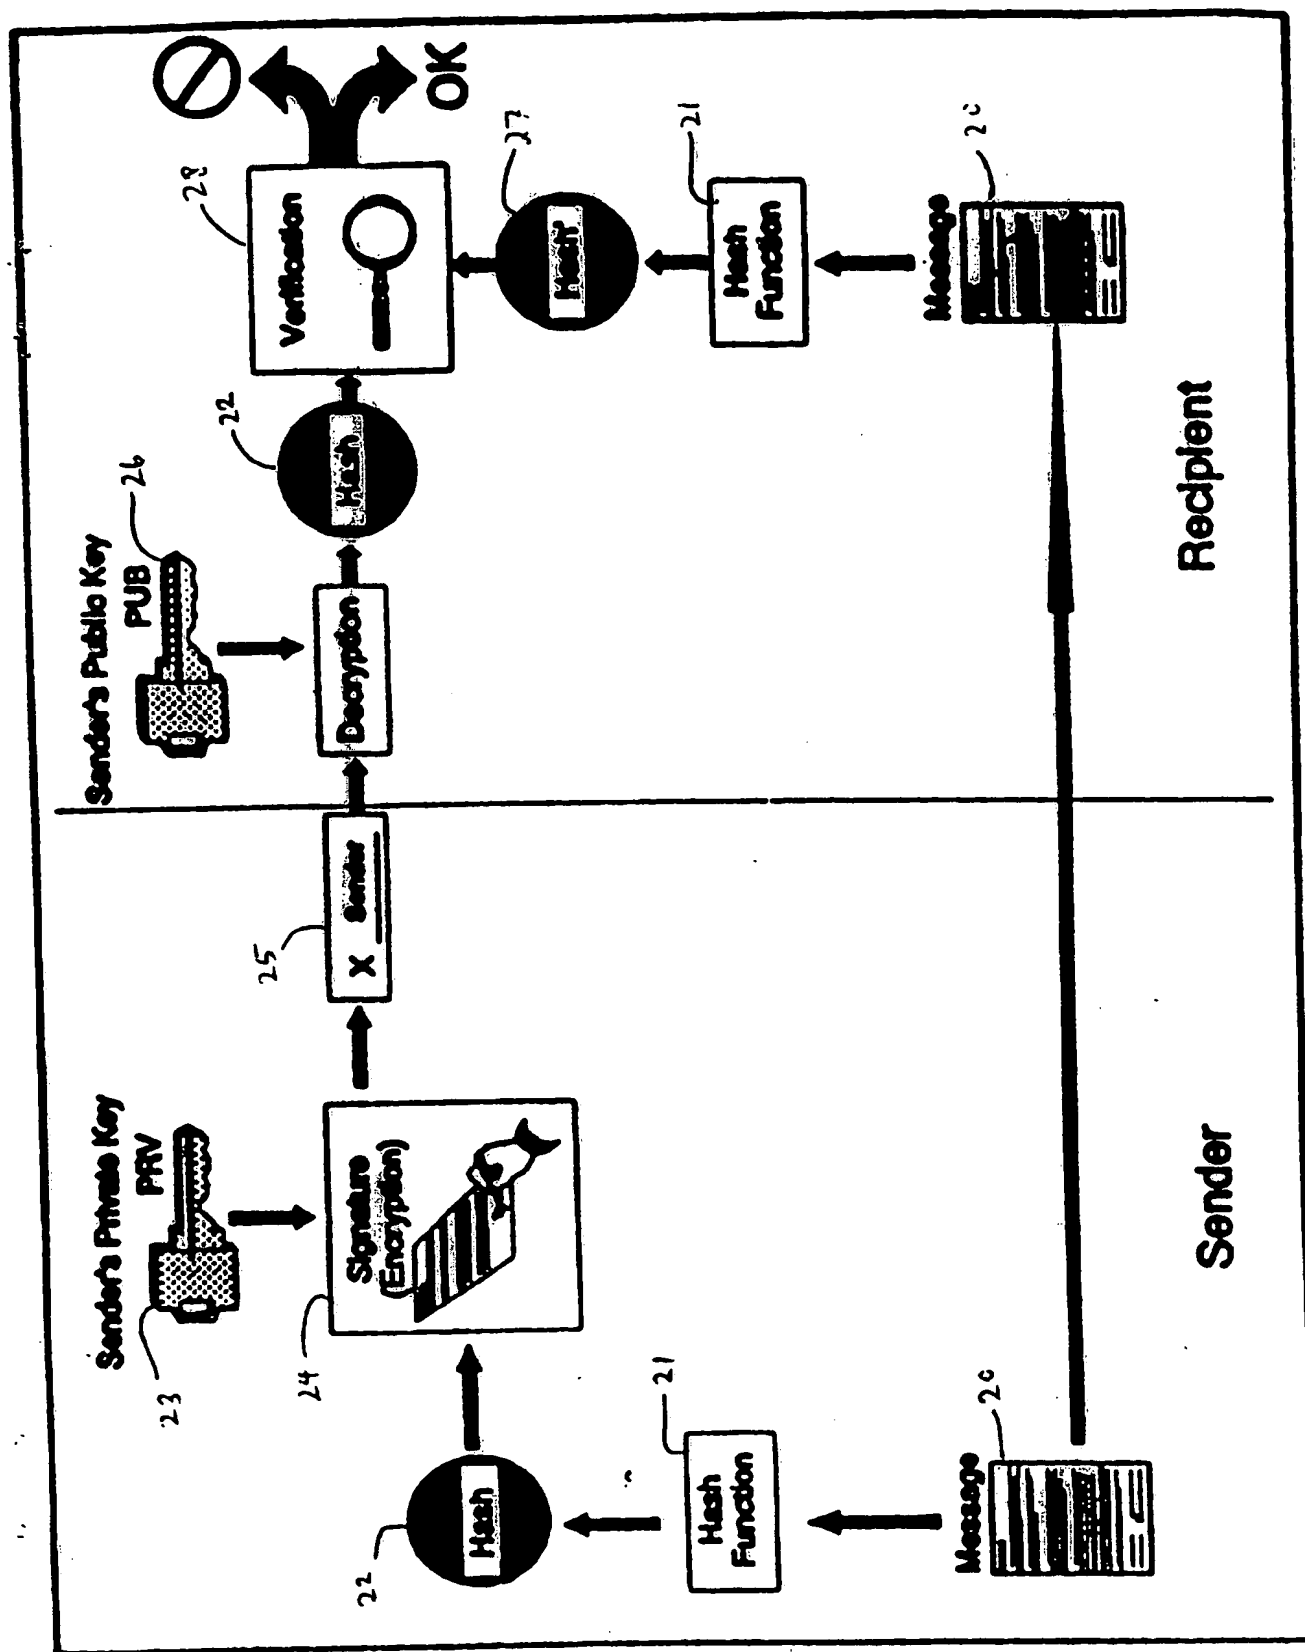 Sender's Private Key
PRV
23
Signature
(Encryption)
24
22
Hash
21
Hash
Function
Message
20
X Sender
25
Sender
Sender's Public Key
PUB
26
Decryption
22
Hash
Verification
28
OK
27
Hash'
21
Hash
Function
Message
20
Recipient